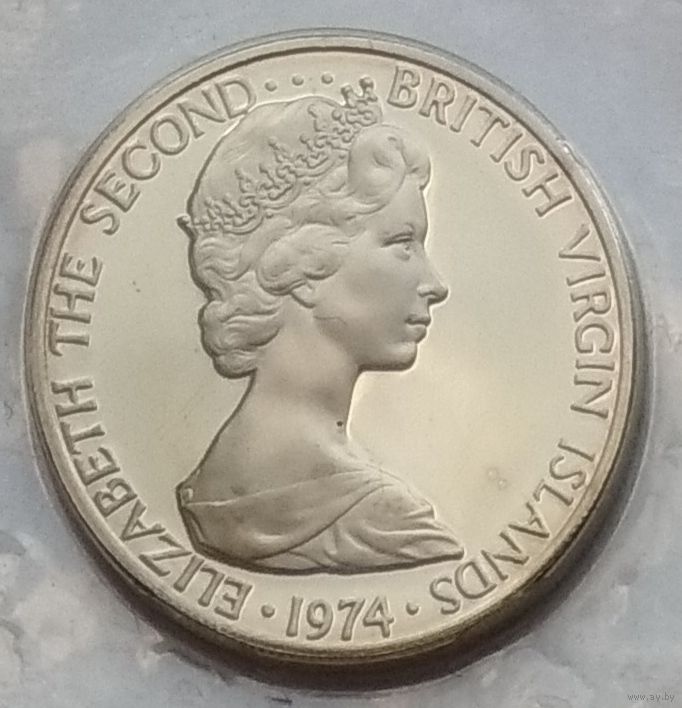 ELIZABETH THE SECOND ···· BRITISH VIRGIN ISLANDS
· 1974 ·
www.ay.by